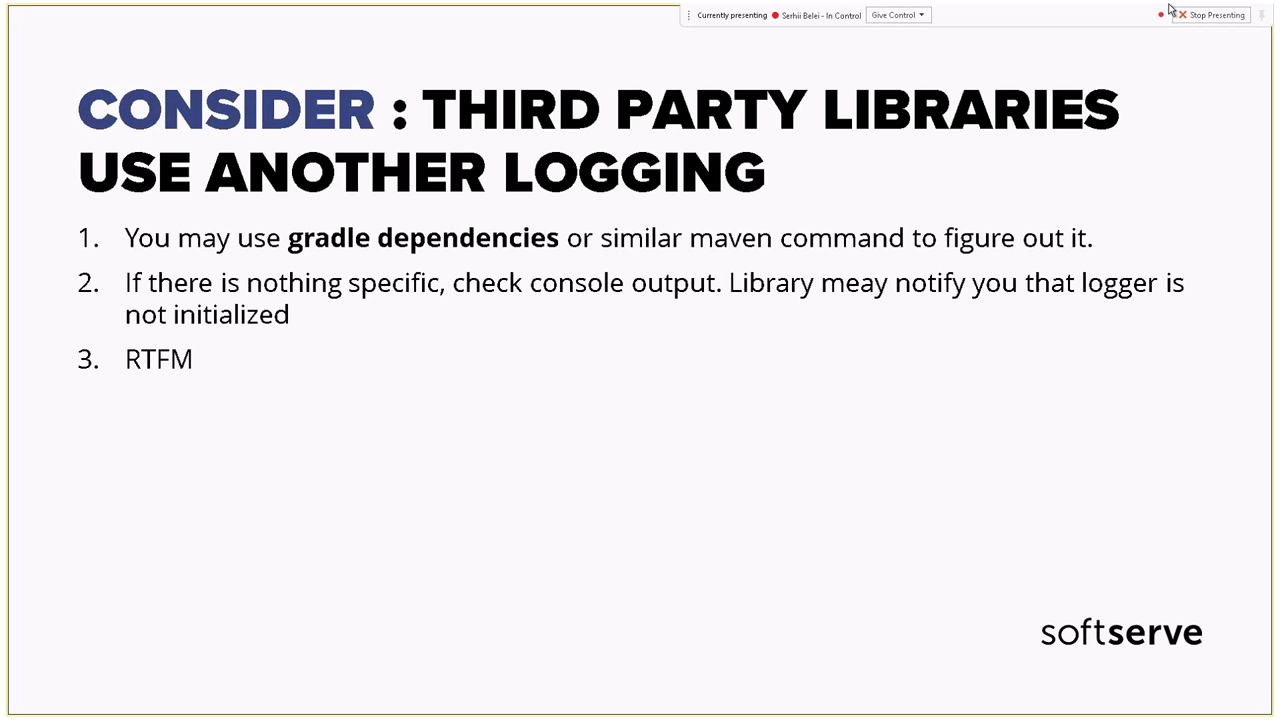 Currently presenting Serhii Belei - In Control Give Control Stop Presenting
CONSIDER : THIRD PARTY LIBRARIES
USE ANOTHER LOGGING
1. You may use gradle dependencies or similar maven command to figure out it.
2. If there is nothing specific, check console output. Library meay notify you that logger is
not initialized
3. RTFM
softserve